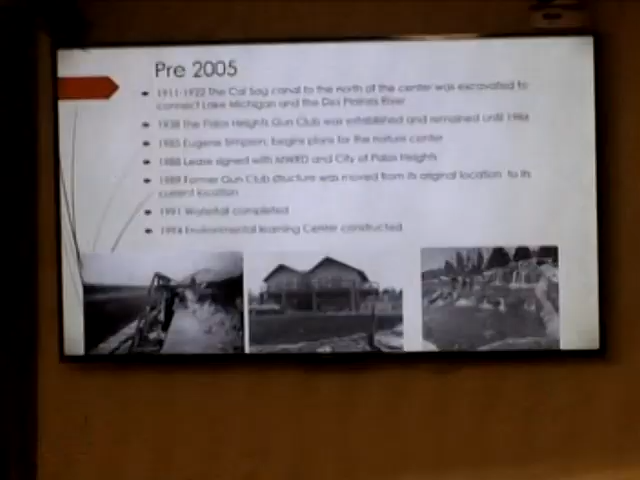 Pre 2005
1911-1922 The Cal Sag canal to the north of the center was excavated to
connect Lake Michigan and the Des Plaines River
1938 the Palos Heights Gun Club was established and remained until 1986
1985 Eugene Simpson, begins plans for the nature center
1988 Lease signed with MWRD and City of Palos Heights
1989 Former Gun Club structure was moved from its original location to its
current location
1991 Waterfall completed
1994 Environmental learning Center constructed